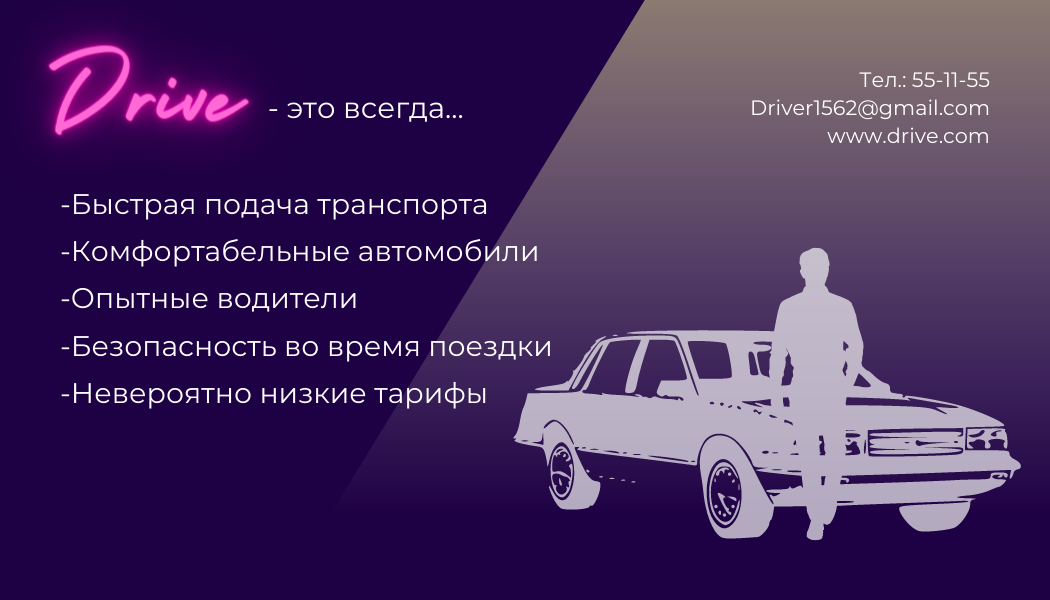 Drive - это всегда...
Тел.: 55-11-55
Driver1562@gmail.com
www.drive.com
-Быстрая подача транспорта
-Комфортабельные автомобили
-Опытные водители
-Безопасность во время поездки
-Невероятно низкие тарифы